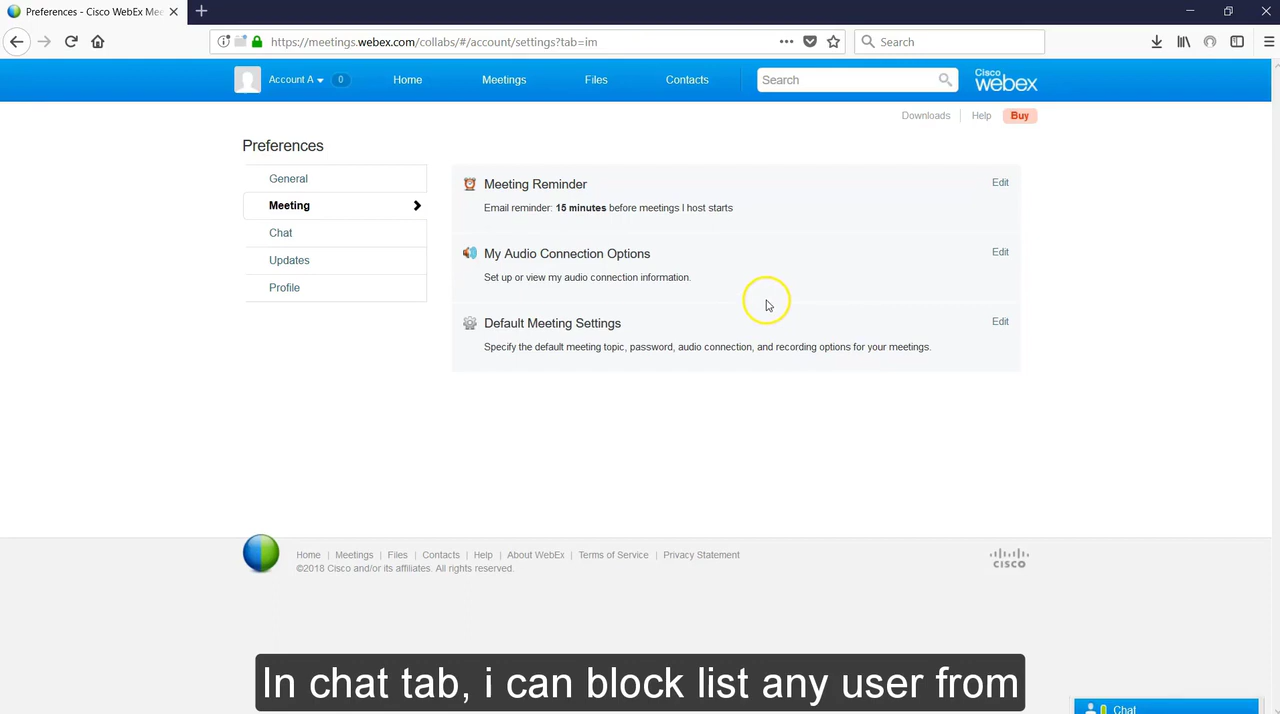 Preferences - Cisco WebEx Mee
https://meetings.webex.com/collabs/#/account/settings?tab=im
Search
Account A
0
Home
Meetings
Files
Contacts
Search
Cisco
webex
Downloads
Help
Buy
Preferences
General
Meeting
Chat
Updates
Profile
Meeting Reminder
Edit
Email reminder: 15 minutes before meetings I host starts
My Audio Connection Options
Edit
Set up or view my audio connection information.
Default Meeting Settings
Edit
Specify the default meeting topic, password, audio connection, and recording options for your meetings.
Home | Meetings | Files | Contacts | Help | About WebEx | Terms of Service | Privacy Statement
©2018 Cisco and/or its affiliates. All rights reserved.
CISCO
In chat tab, i can block list any user from
Chat